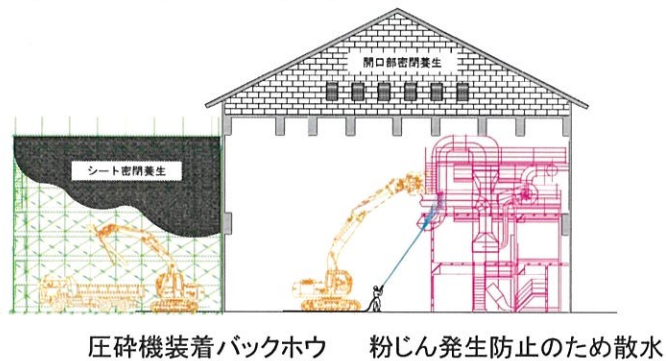 開口部密閉養生
シート密閉養生
圧砕機装着バックホウ 粉じん発生防止のため散水